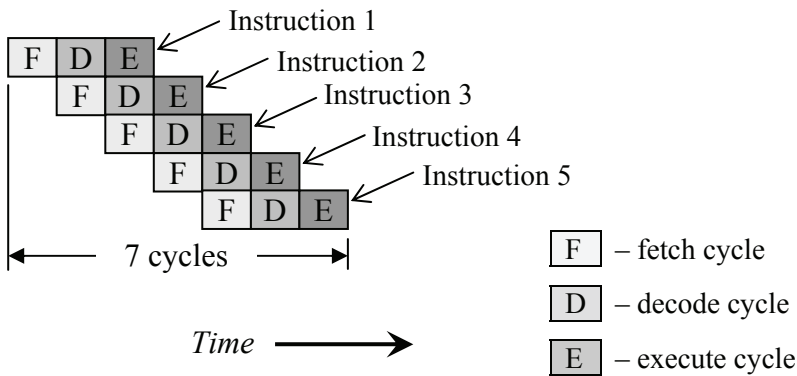 Instruction 1
F D E
Instruction 2
F D E
Instruction 3
F D E
Instruction 4
F D E
Instruction 5
F D E
7 cycles
F – fetch cycle
D – decode cycle
Time
E – execute cycle